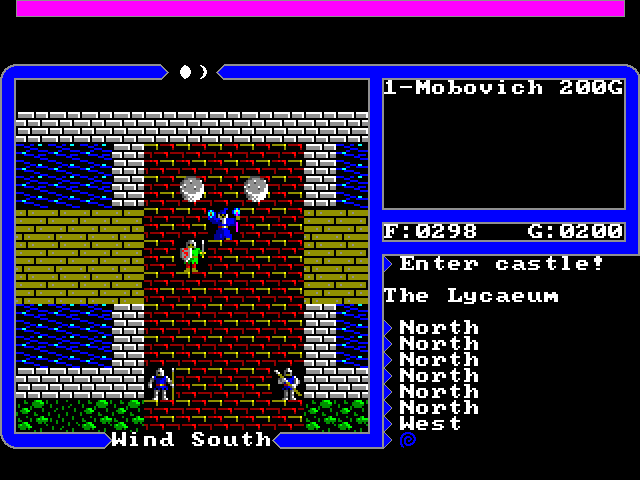 1-Mobovich 200G
F:0298 G:0200
Enter castle!
The Lycaeum
North
North
North
North
North
North
West
Wind South